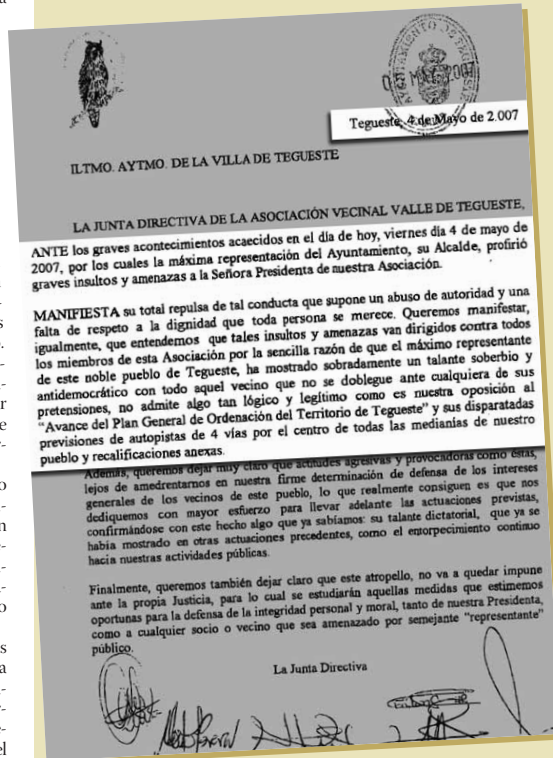 AYUNTAMIENTO DE TEGUESTE
MAY. 2007
Tegueste, 4 de Mayo de 2.007
ILTMO. AYTMO. DE LA VILLA DE TEGUESTE
LA JUNTA DIRECTIVA DE LA ASOCIACIÓN VECINAL VALLE DE TEGUESTE,
ANTE los graves acontecimientos acaecidos en el día de hoy, viernes día 4 de mayo de
2007, por los cuales la máxima representación del Ayuntamiento, su Alcalde, profirió
graves insultos y amenazas a la Señora Presidenta de nuestra Asociación.
MANIFIESTA su total repulsa de tal conducta que supone un abuso de autoridad y una
falta de respeto a la dignidad que toda persona se merece. Queremos manifestar,
igualmente, que entendemos que tales insultos y amenazas van dirigidos contra todos
los miembros de esta Asociación por la sencilla razón de que el máximo representante
de este noble pueblo de Tegueste, ha mostrado sobradamente un talante soberbio y
antidemocrático con todo aquel vecino que no se doblegue ante cualquiera de sus
pretensiones, no admite algo tan lógico y legítimo como es nuestra oposición al
"Avance del Plan General de Ordenación del Territorio de Tegueste" y sus disparatadas
previsiones de autopistas de 4 vías por el centro de todas las medianías de nuestro
pueblo y recalificaciones anexas.
Además, queremos dejar muy claro que actitudes agresivas y provocadoras como éstas,
lejos de amedrentarnos en nuestra firme determinación de defensa de los intereses
generales de los vecinos de este pueblo, lo que realmente consiguen es que nos
dediquemos con mayor esfuerzo para llevar adelante las actuaciones previstas,
confirmándose con este hecho algo que ya sabíamos: su talante dictatorial, que ya se
había mostrado en otras actuaciones precedentes, como el entorpecimiento continuo
hacia nuestras actividades públicas.
Finalmente, queremos también dejar claro que este atropello, no va a quedar impune
ante la propia Justicia, para lo cual se estudiarán aquellas medidas que estimemos
oportunas para la defensa de la integridad personal y moral, tanto de nuestra Presidenta,
como a cualquier socio o vecino que sea amenazado por semejante "representante"
público.
La Junta Directiva